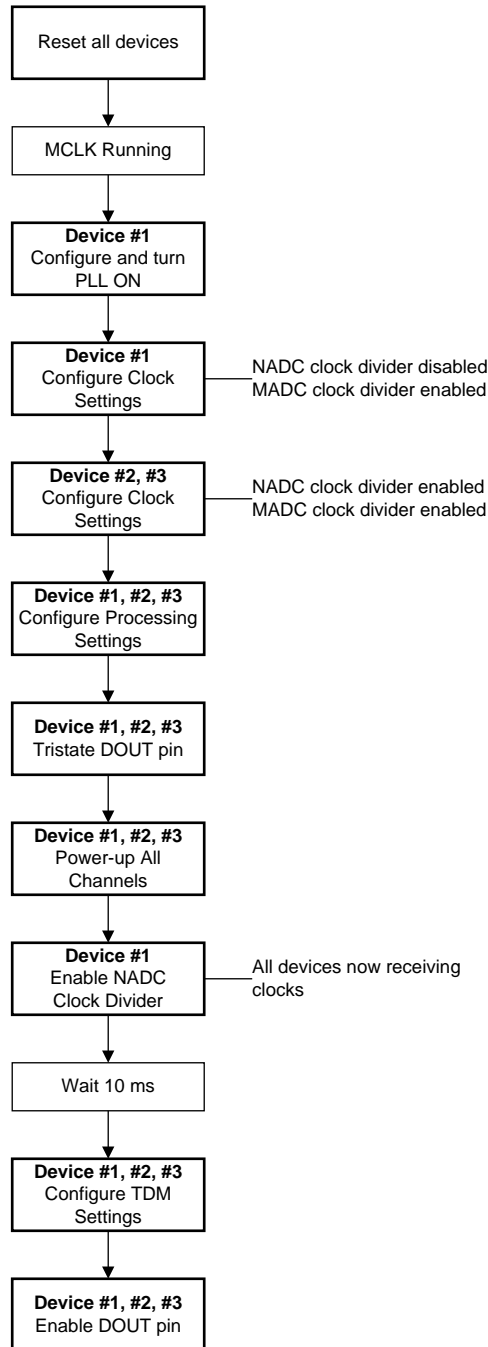 Reset all devices
MCLK Running
Device #1
Configure and turn
PLL ON
Device #1
Configure Clock
Settings
NADC clock divider disabled
MADC clock divider enabled
Device #2, #3
Configure Clock
Settings
NADC clock divider enabled
MADC clock divider enabled
Device #1, #2, #3
Configure Processing
Settings
Device #1, #2, #3
Tristate DOUT pin
Device #1, #2, #3
Power-up All
Channels
Device #1
Enable NADC
Clock Divider
All devices now receiving
clocks
Wait 10 ms
Device #1, #2, #3
Configure TDM
Settings
Device #1, #2, #3
Enable DOUT pin